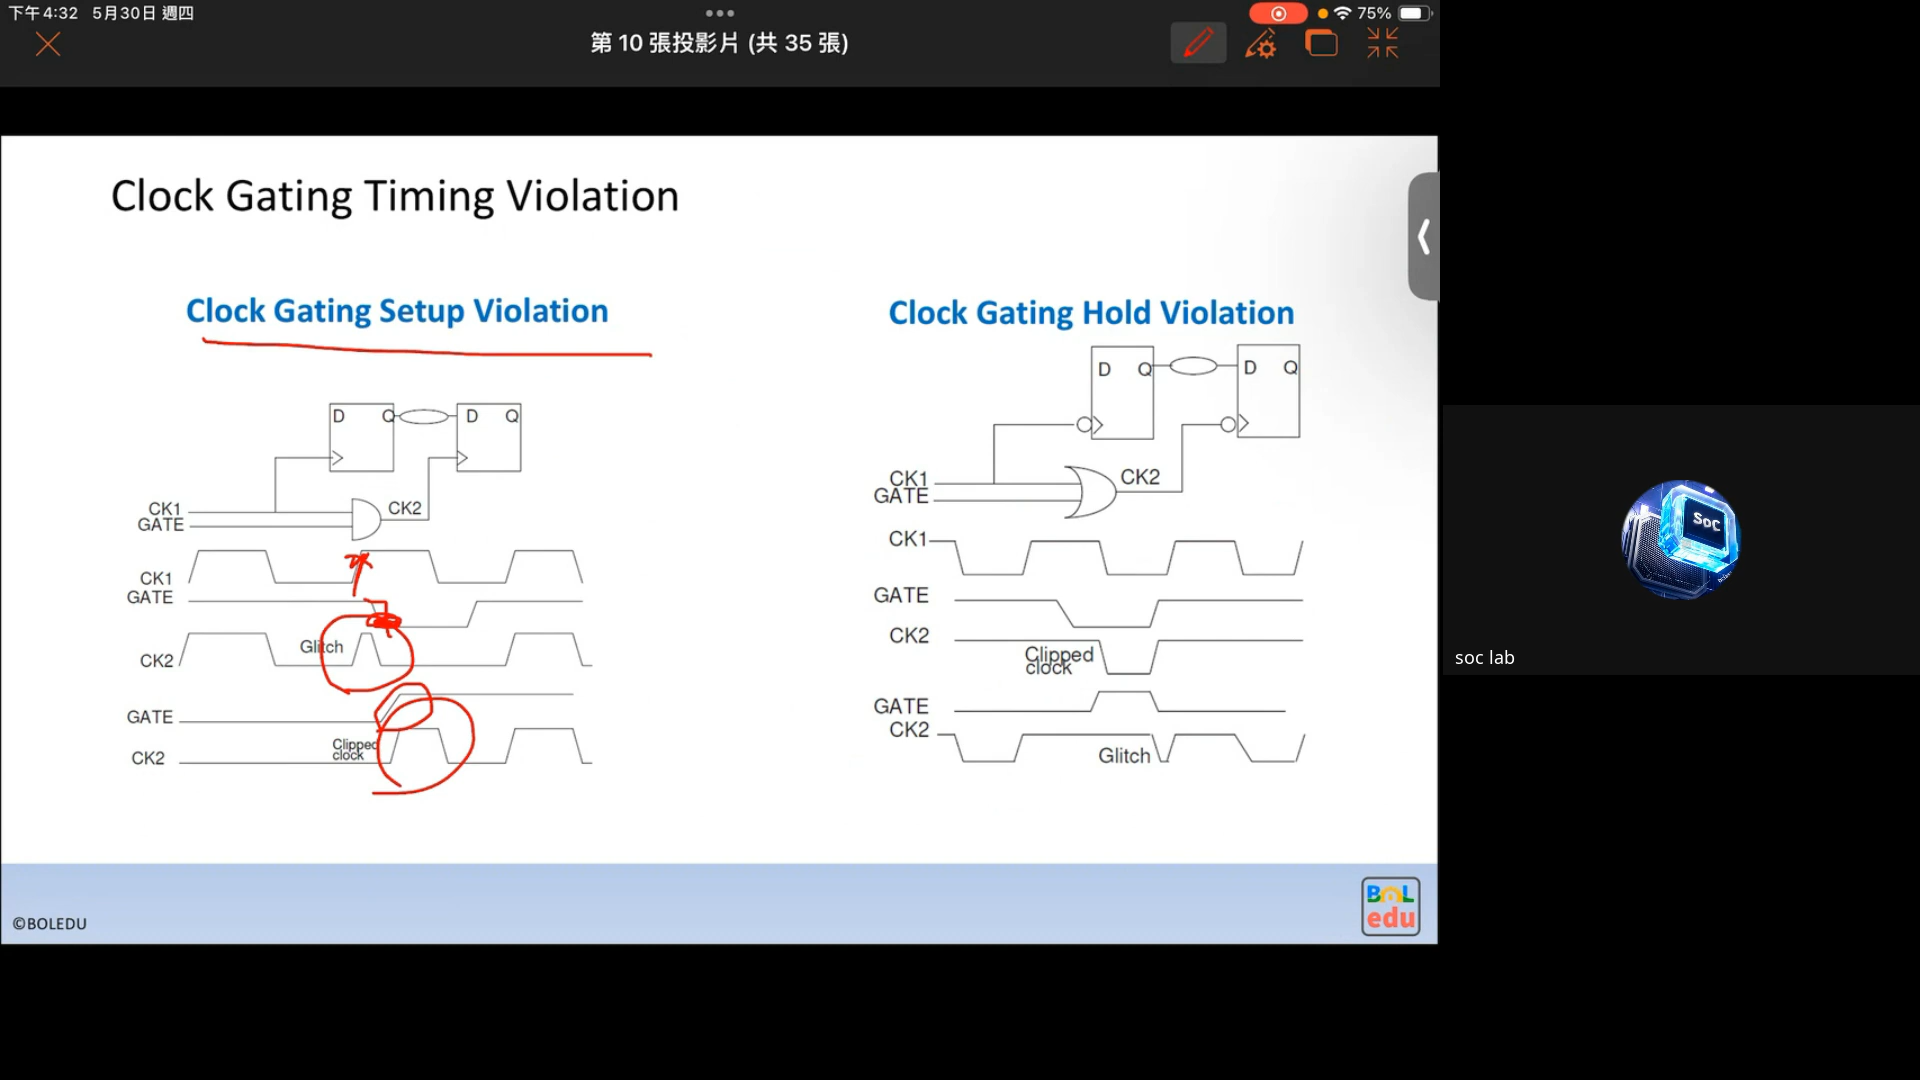 下午4:32 5月30日 週四
75%
第 10 張投影片 (共 35 張)
Clock Gating Timing Violation
Clock Gating Setup Violation
D Q D Q
CK1
GATE
CK2
CK1
GATE
Glitch
CK2
GATE
Clipped
clock
CK2
Clock Gating Hold Violation
D Q D Q
CK1
GATE
CK2
CK1
GATE
CK2
Clipped
clock
GATE
CK2
Glitch
©BOLEDU
BOL
edu
SoC
soc lab